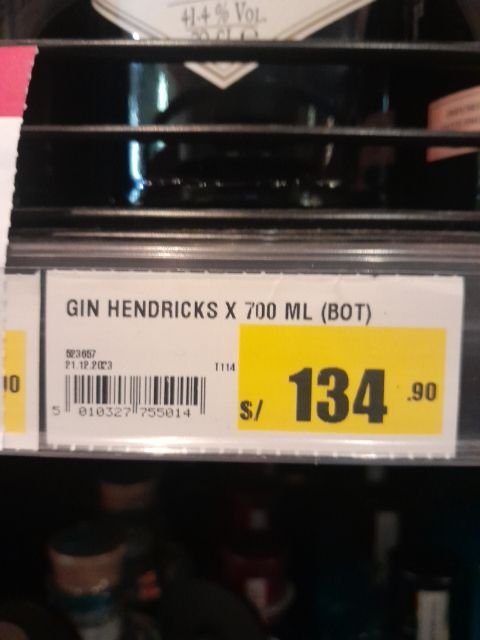 41.4 % VOL.
GIN HENDRICKS X 700 ML (BOT)
523657
21.12.2023
T114
5 010327 755014
S/ 134 .90